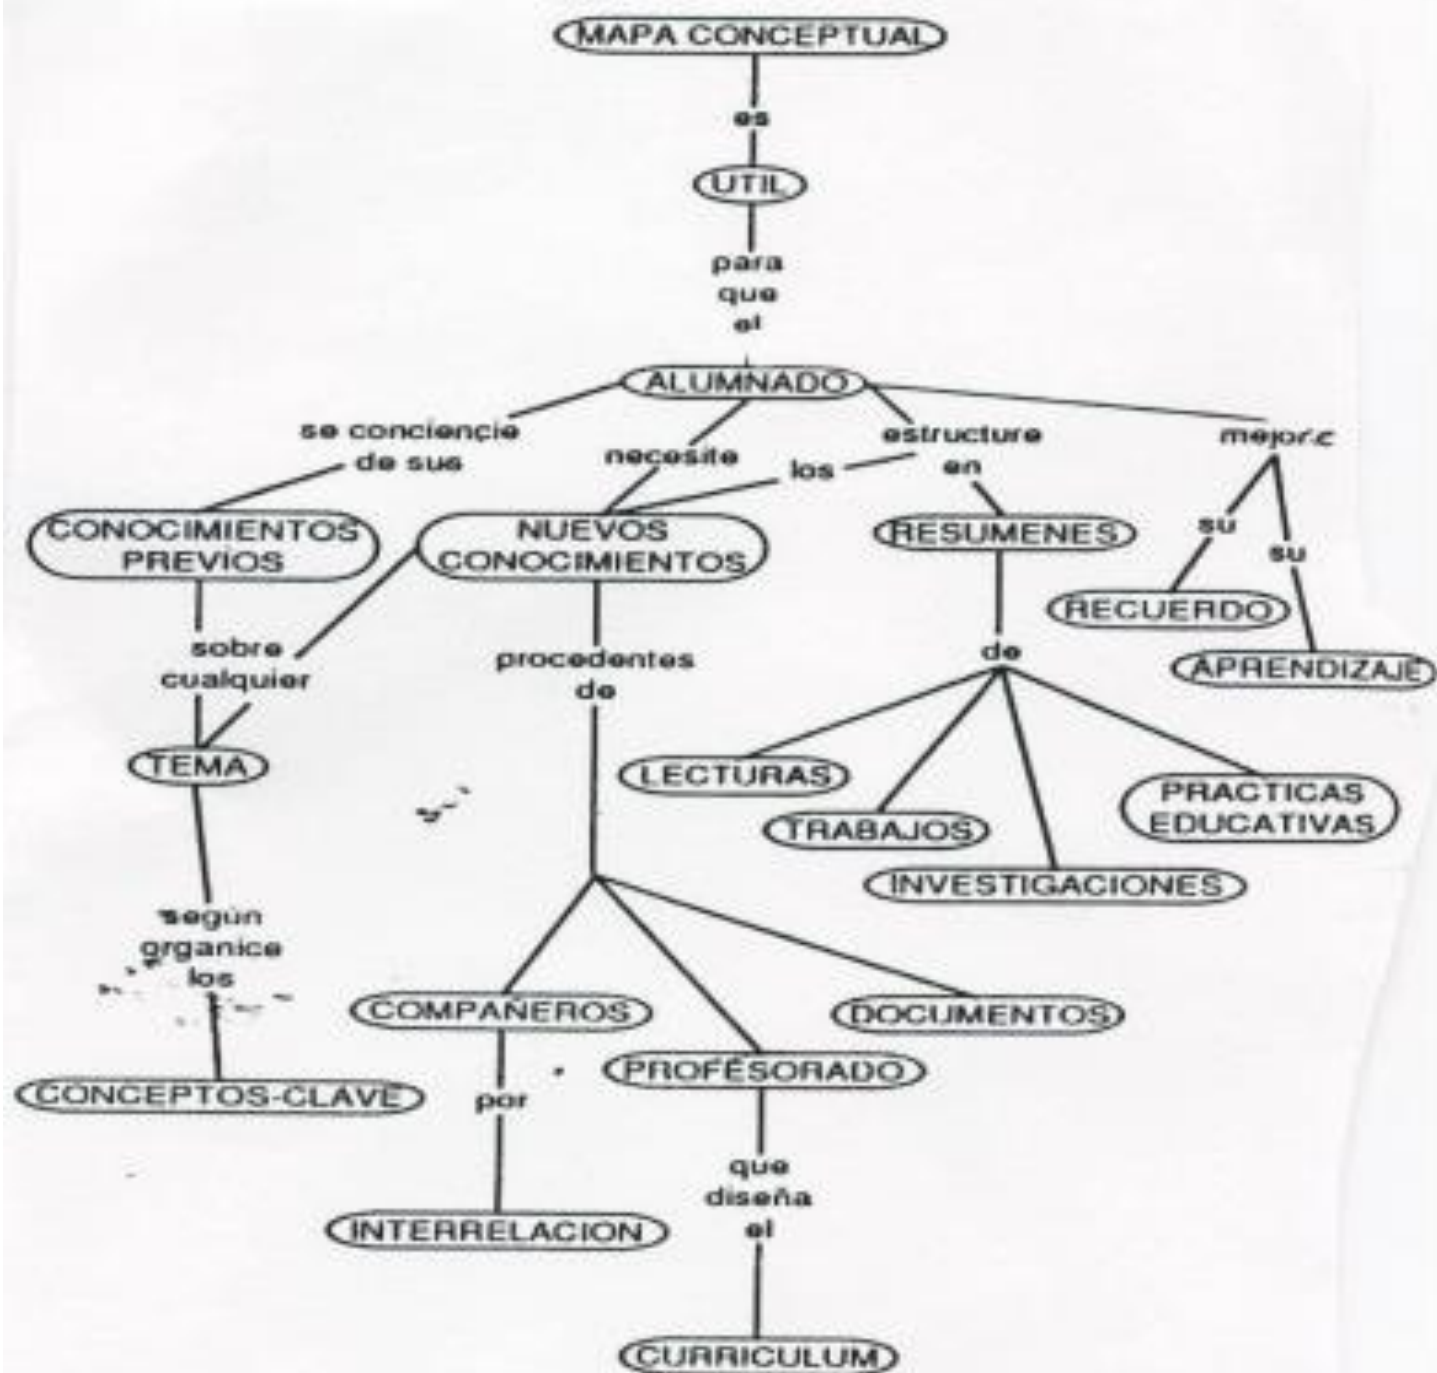 MAPA CONCEPTUAL
es
UTIL
para
que
el
ALUMNADO
se conciencie
de sus
necesite
los
estructure
en
CONOCIMIENTOS
PREVIOS
NUEVOS
CONOCIMIENTOS
RESUMENES
su
su
RECUERDO
APRENDIZAJE
sobre
cualquier
procedentes
de
de
TEMA
LECTURAS
TRABAJOS
INVESTIGACIONES
PRACTICAS
EDUCATIVAS
según
organice
los
COMPAÑEROS
DOCUMENTOS
PROFESORADO
CONCEPTOS-CLAVE
por
INTERRELACION
que
diseña
el
CURRICULUM